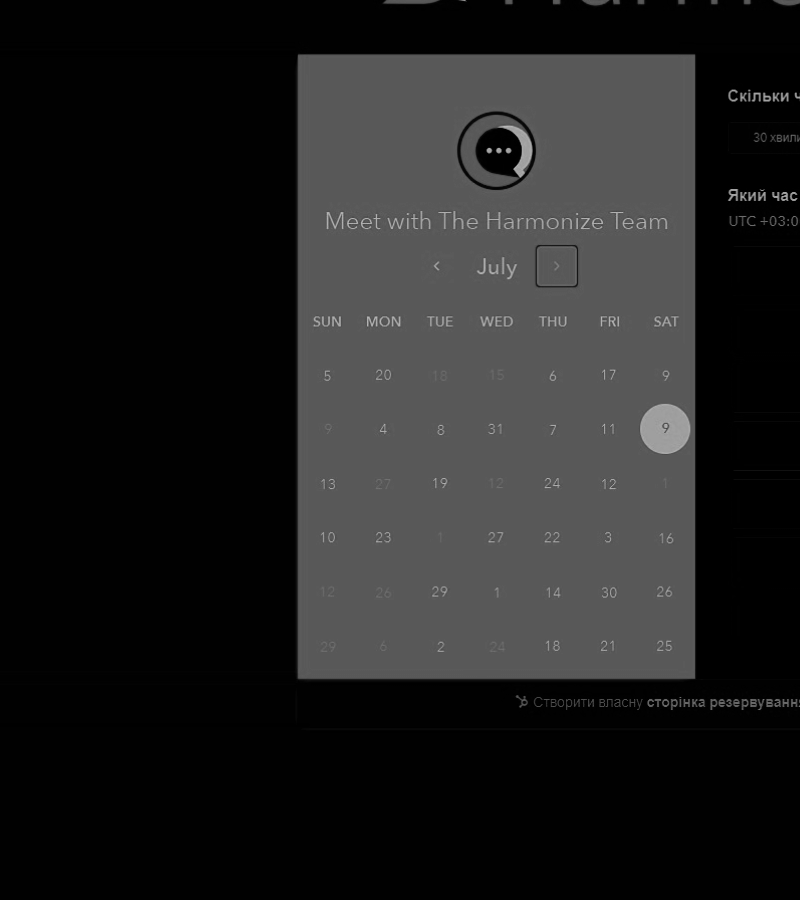 Скільки
30 хвили
Який час
UTC +03:0
Meet with The Harmonize Team
July
SUN MON TUE WED THU FRI SAT
5 20 18 15 6 17 9
9 4 8 31 7 11 9
13 27 19 12 24 12 1
10 23 1 27 22 3 16
12 26 29 1 14 30 26
29 6 2 24 18 21 25
Створити власну сторінка резервування